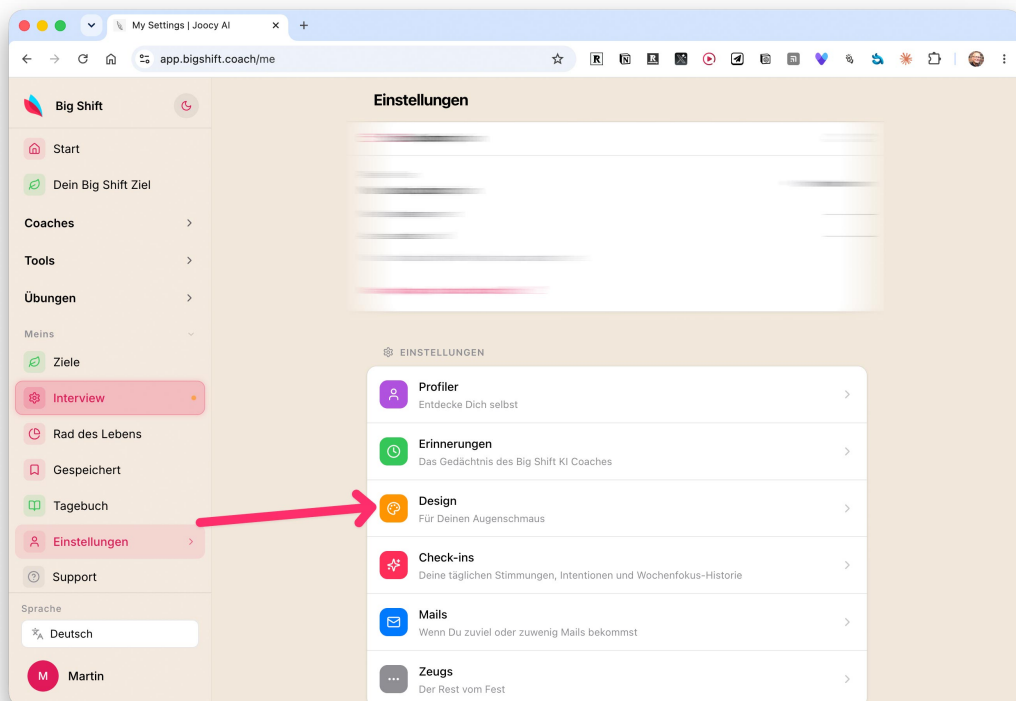 My Settings | Joocy AI
app.bigshift.coach/me
Big Shift
Start
Dein Big Shift Ziel
Coaches
Tools
Übungen
Meins
Ziele
Interview
Rad des Lebens
Gespeichert
Tagebuch
Einstellungen
Support
Sprache
Deutsch
M
Martin
Einstellungen
EINSTELLUNGEN
Profiler
Entdecke Dich selbst
Erinnerungen
Das Gedächtnis des Big Shift KI Coaches
Design
Für Deinen Augenschmaus
Check-ins
Deine täglichen Stimmungen, Intentionen und Wochenfokus-Historie
Mails
Wenn Du zuviel oder zuwenig Mails bekommst
Zeugs
Der Rest vom Fest